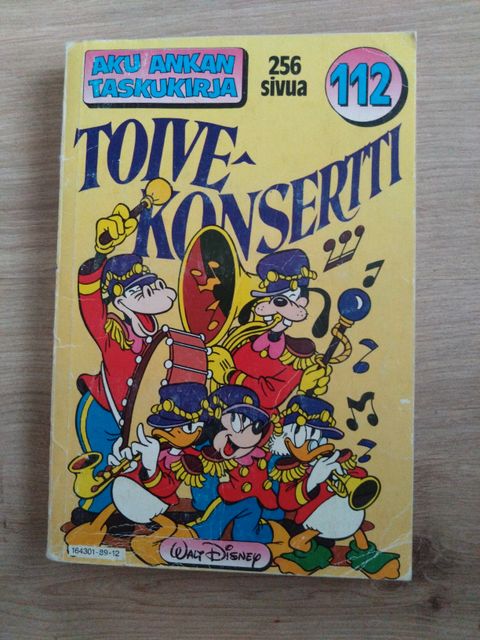 AKU ANKAN
TASKUKIRJA
256
sivua
112
TOIVE-
KONSERTTI
164301-89-12
WALT DISNEY